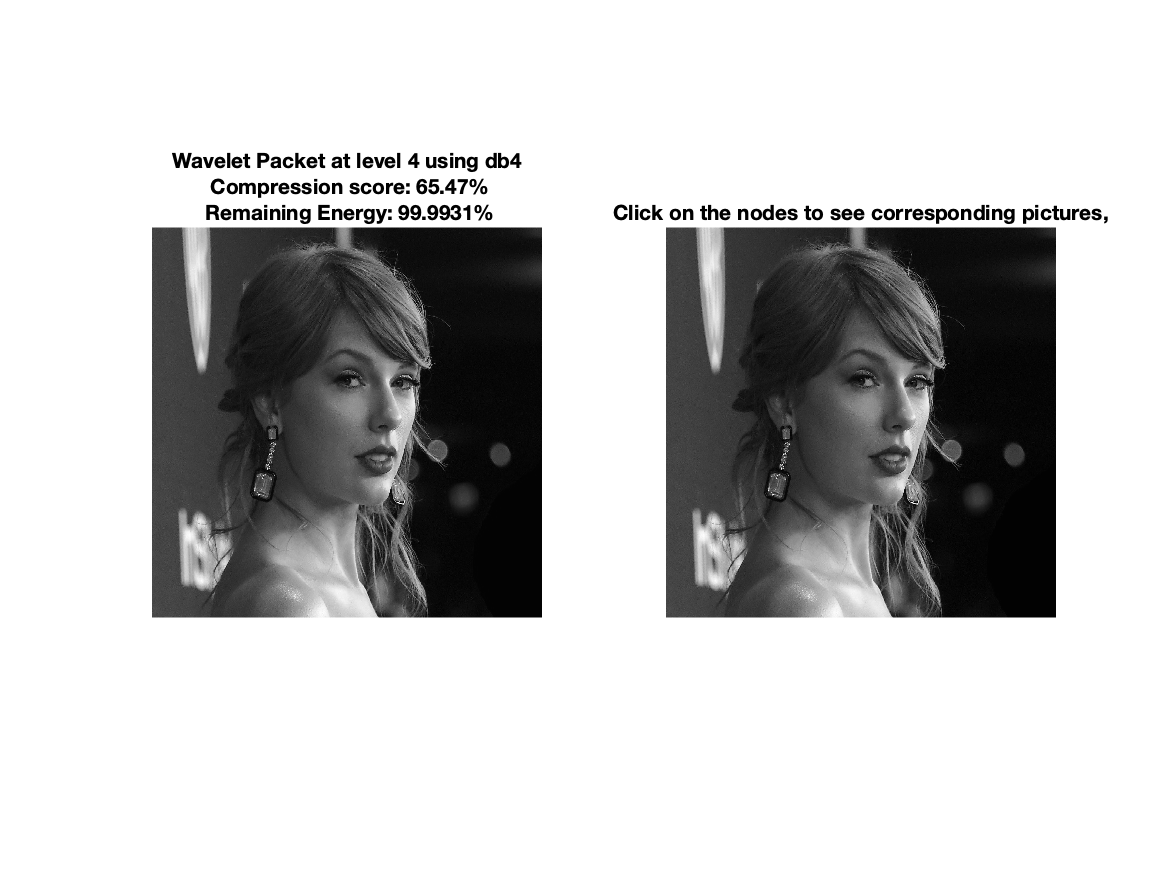 Wavelet Packet at level 4 using db4
Compression score: 65.47%
Remaining Energy: 99.9931%
Click on the nodes to see corresponding pictures,